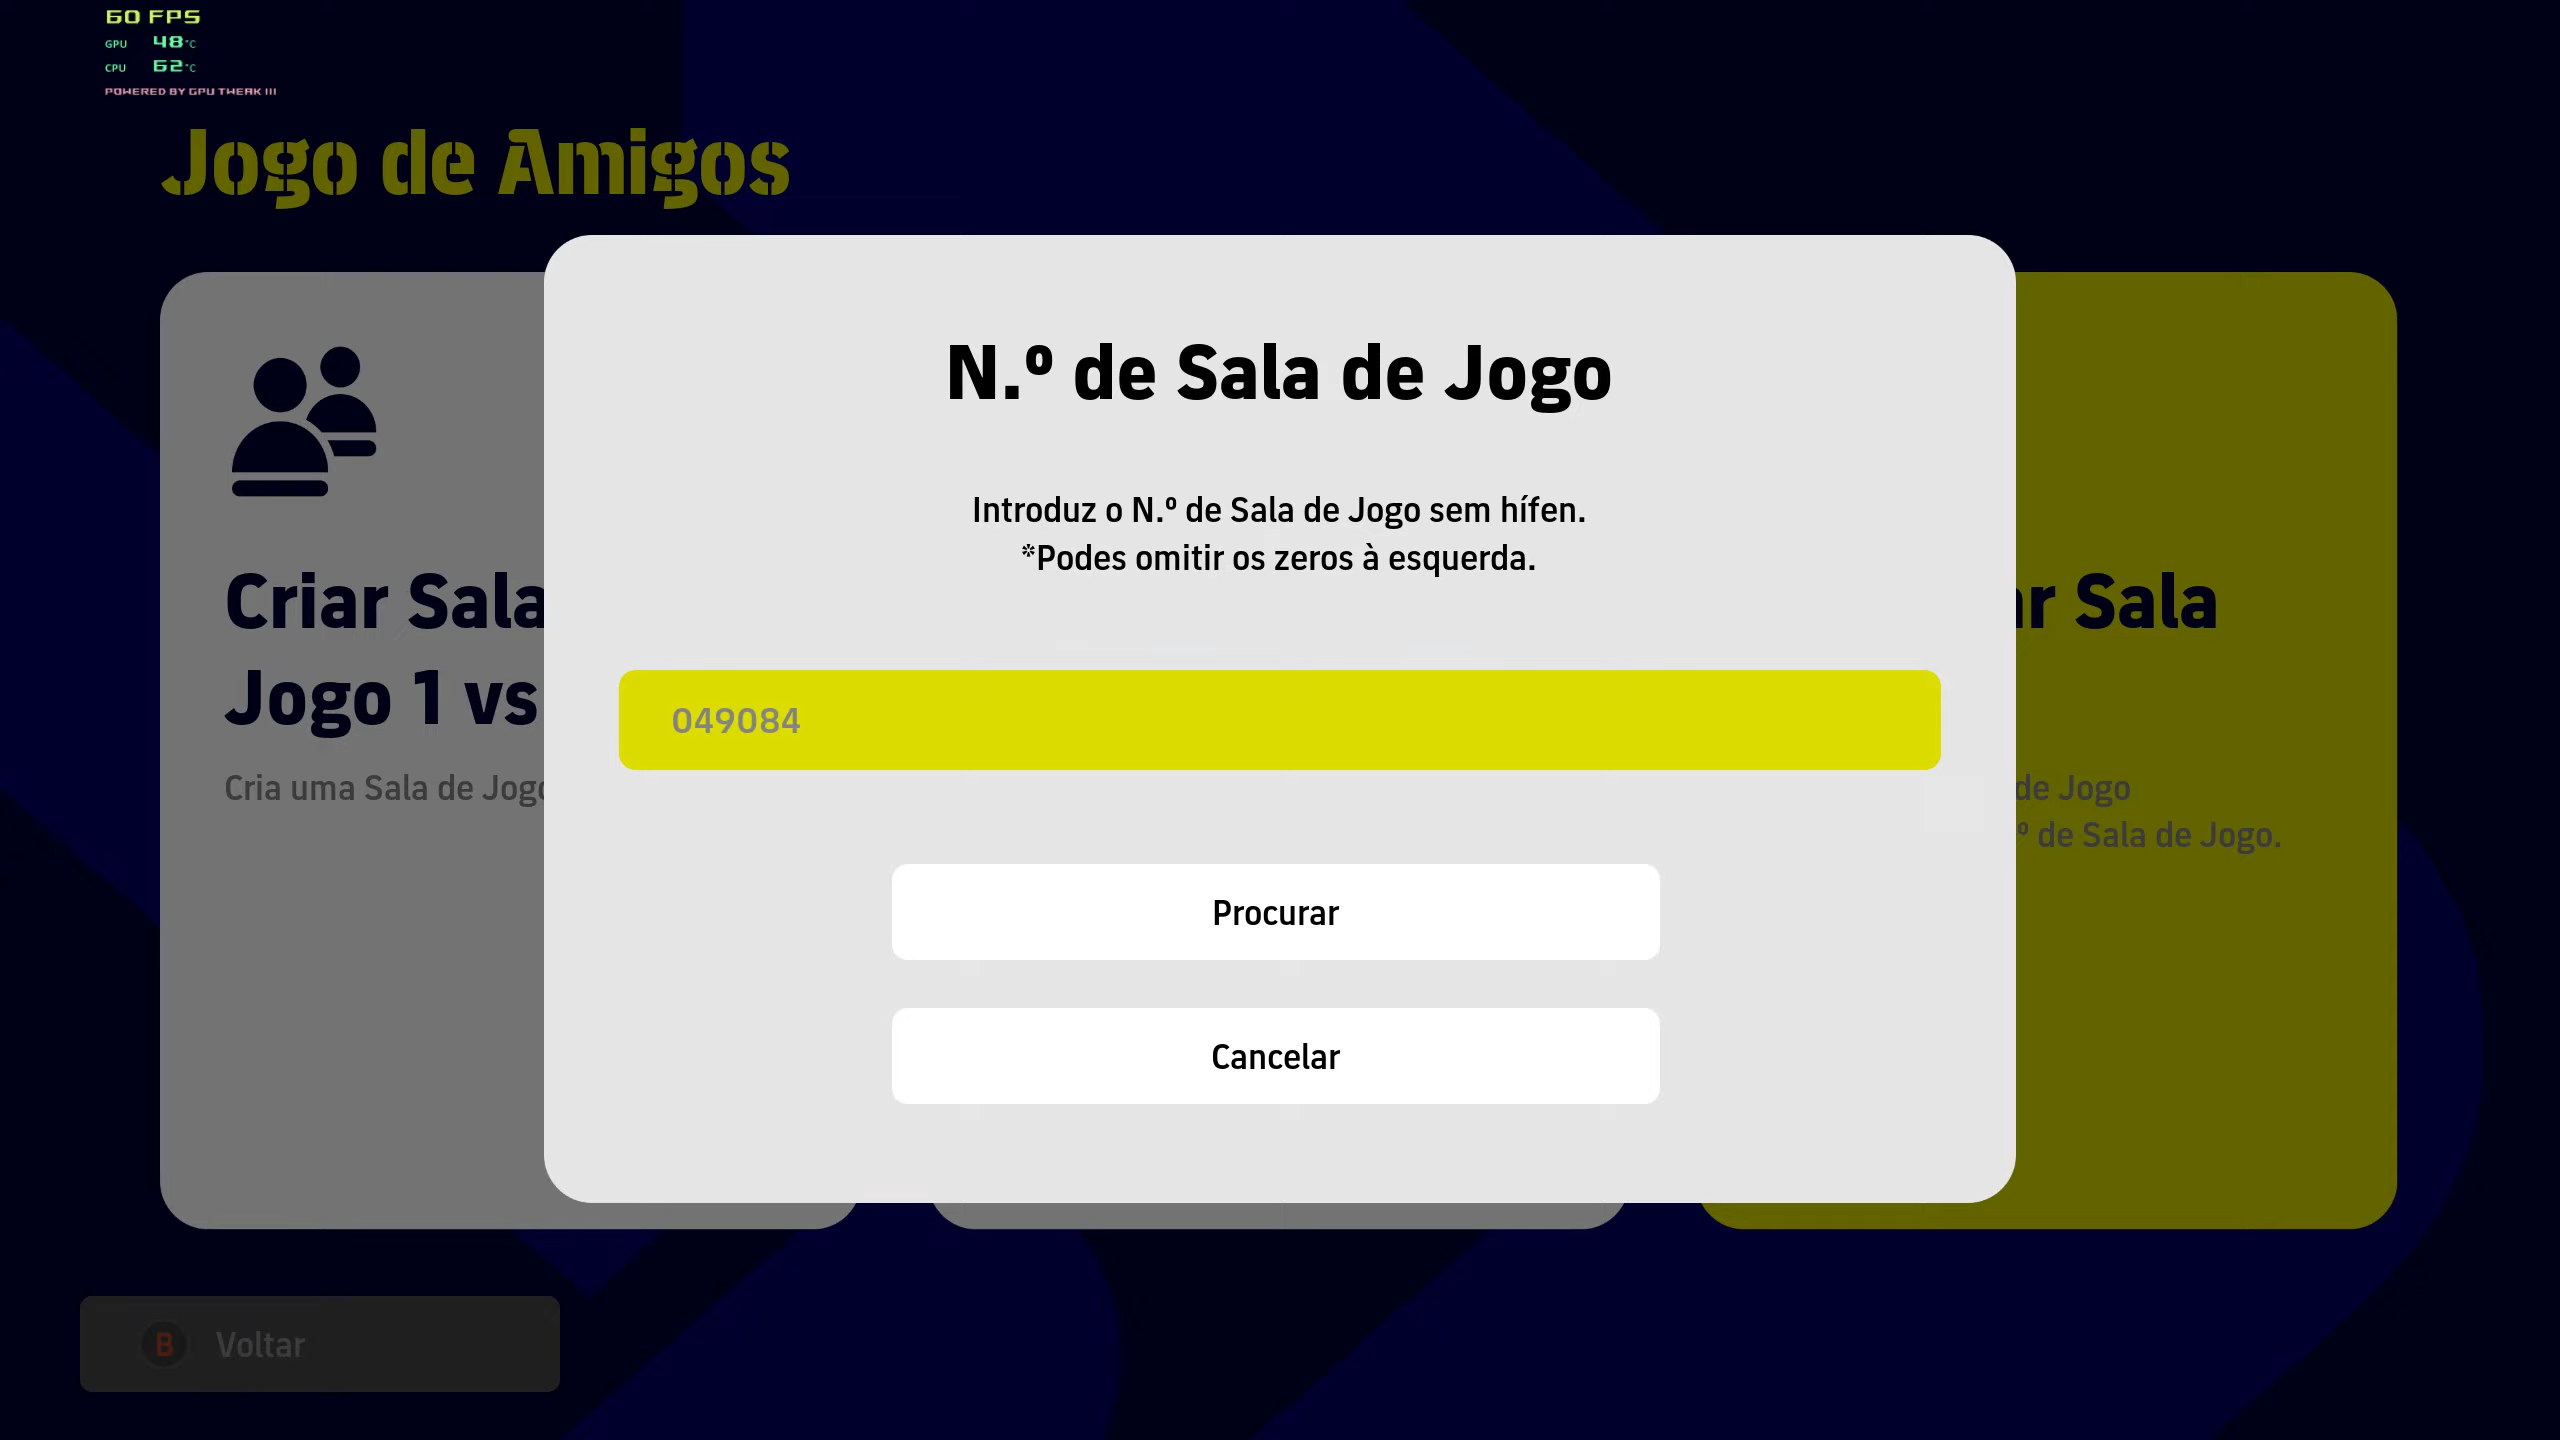 60 FPS
GPU 48°C
CPU 62°C
POWERED BY GPU TWEAK III
Jogo de Amigos
N.º de Sala de Jogo
Introduz o N.º de Sala de Jogo sem hífen.
*Podes omitir os zeros à esquerda.
Criar Sala
Jogo 1 vs
Cria uma Sala de Jogo
049084
Sala
de Jogo
º de Sala de Jogo.
Procurar
Cancelar
B Voltar